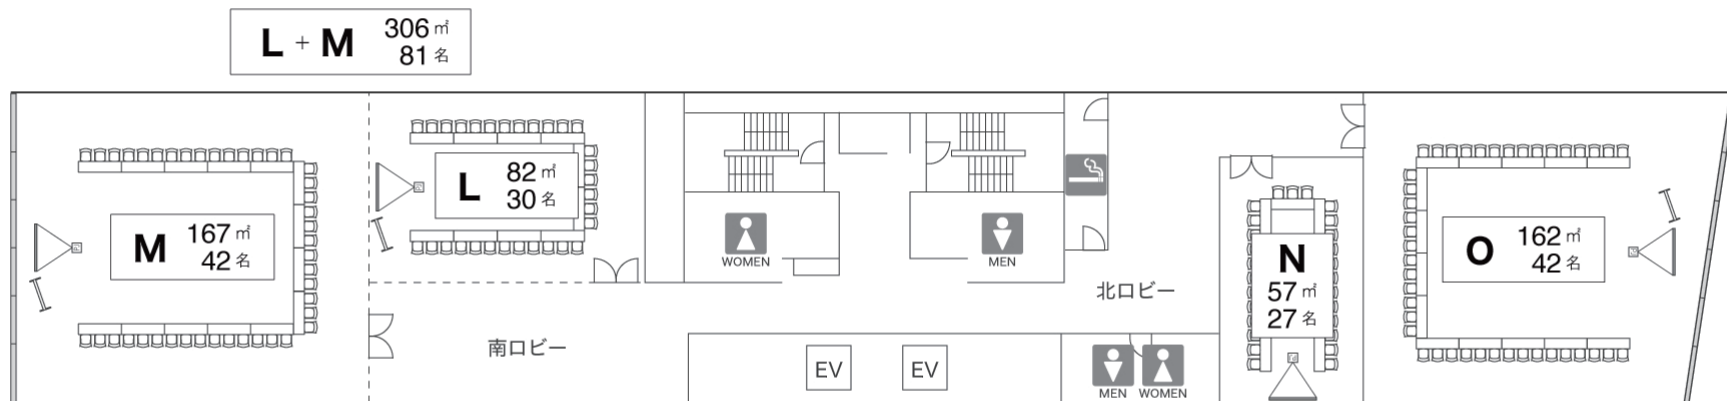 L + M 306㎡
81名
M 167㎡
42名
L 82㎡
30名
WOMEN
MEN
北ロビー
南ロビー
EV
EV
MEN WOMEN
N
57㎡
27名
O 162㎡
42名